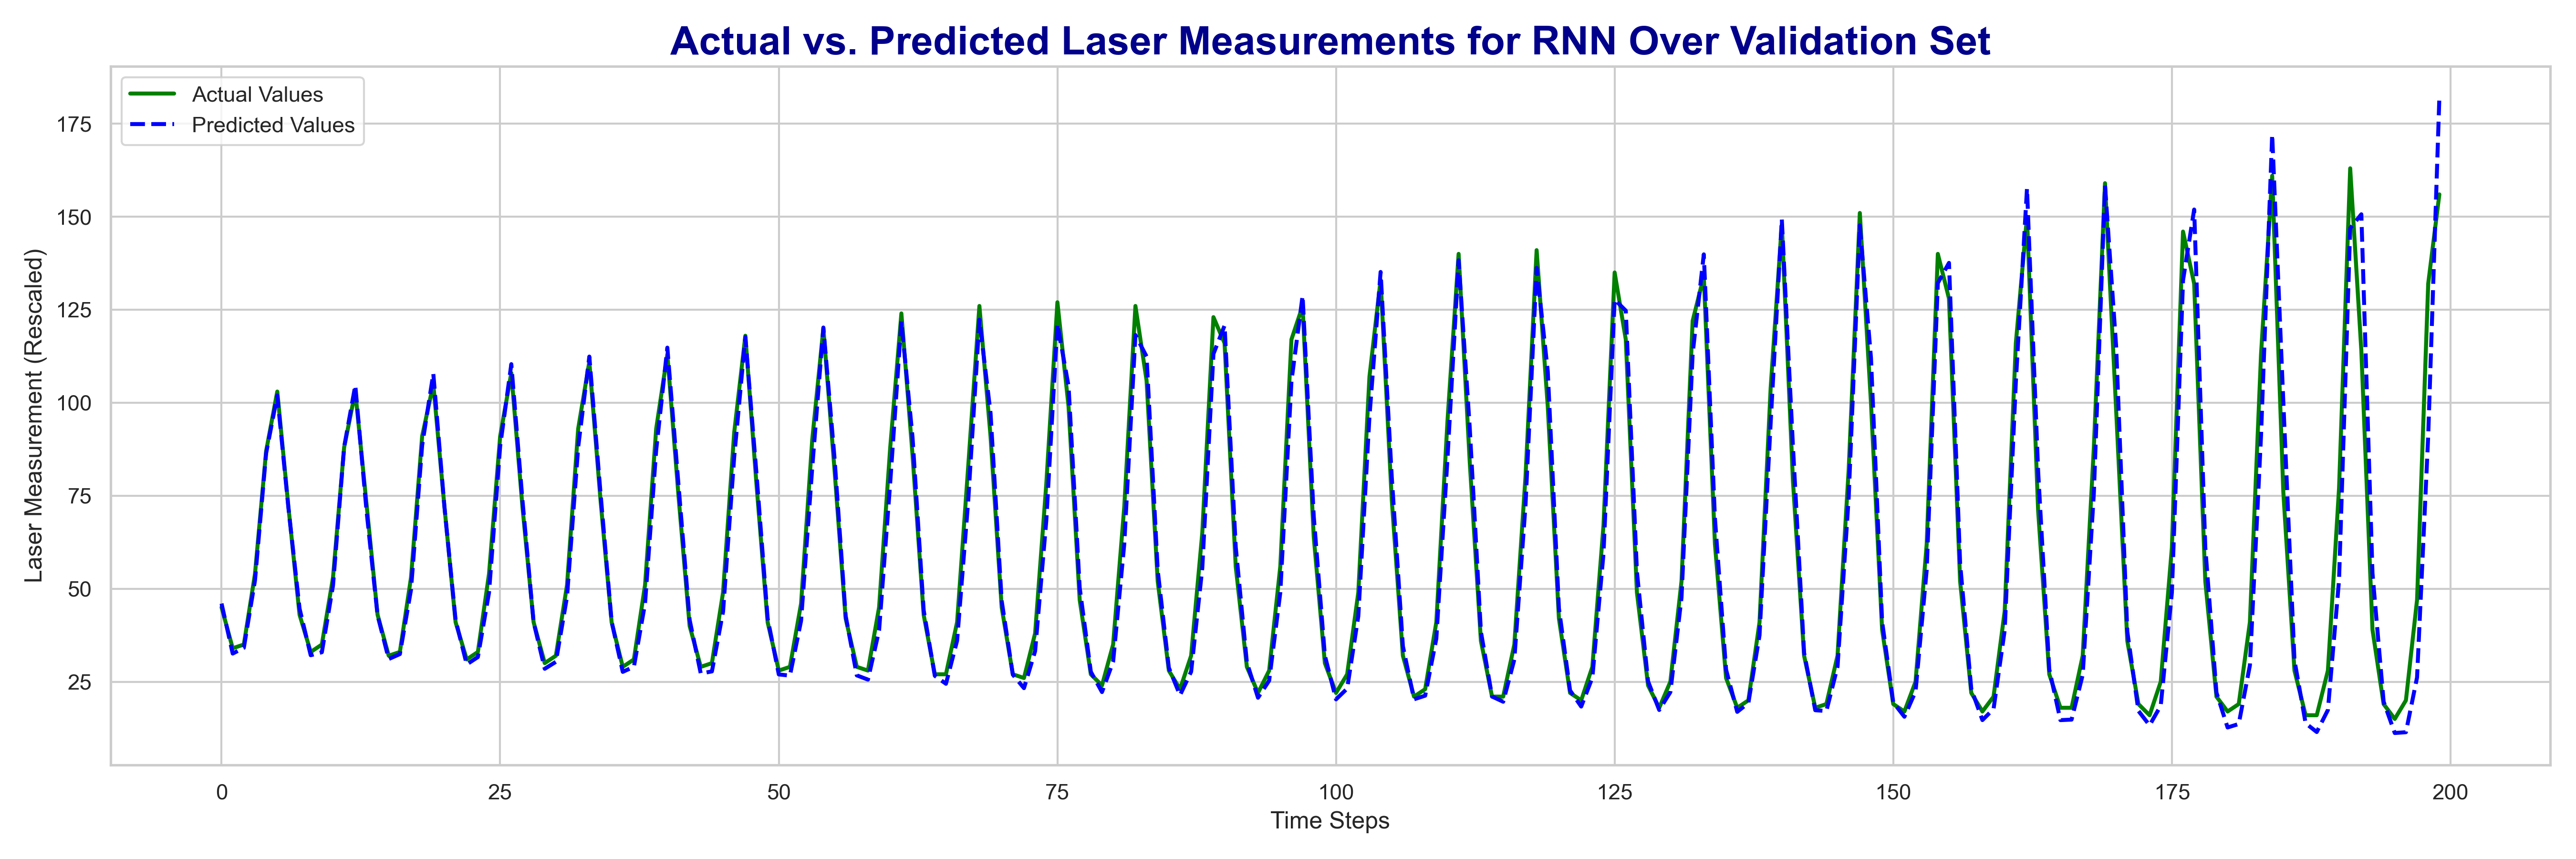 Actual vs. Predicted Laser Measurements for RNN Over Validation Set
Actual Values
Predicted Values
Laser Measurement (Rescaled)
175
150
125
100
75
50
25
0 25 50 75 100 125 150 175 200
Time Steps